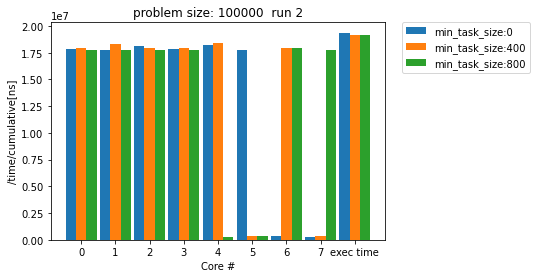 problem size: 100000  run 2
1e7
min_task_size:0
min_task_size:400
min_task_size:800
2.00
1.75
1.50
1.25
1.00
0.75
0.50
0.25
0.00
/time/cumulative[ns]
0 1 2 3 4 5 6 7 exec time
Core #